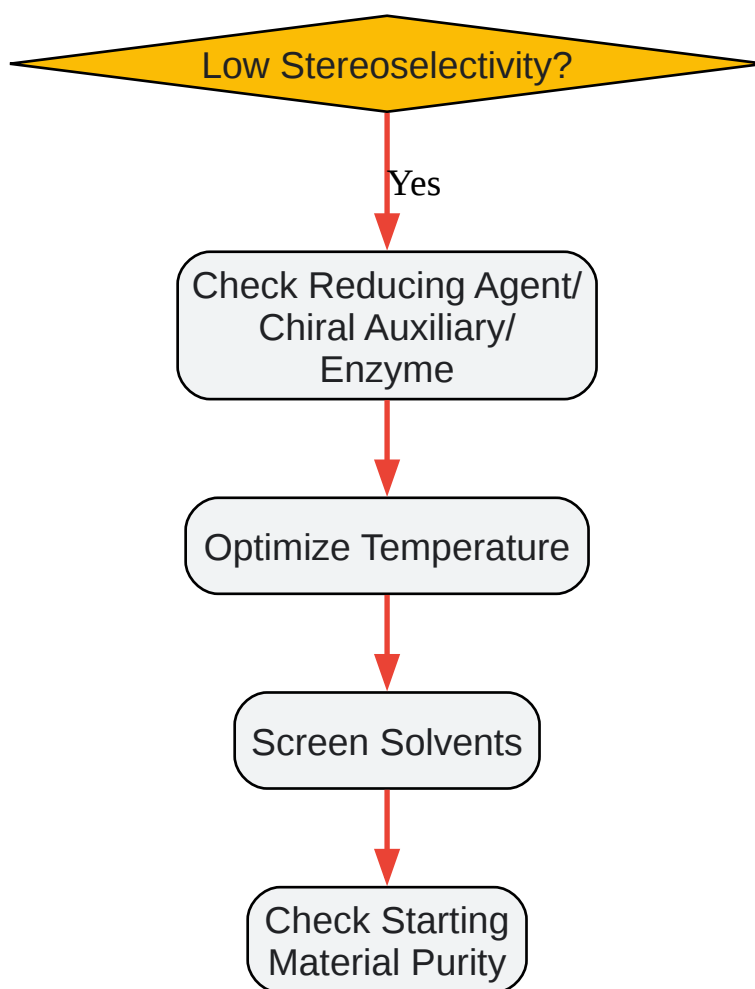 Low Stereoselectivity?
Yes
Check Reducing Agent/
Chiral Auxiliary/
Enzyme
Optimize Temperature
Screen Solvents
Check Starting
Material Purity